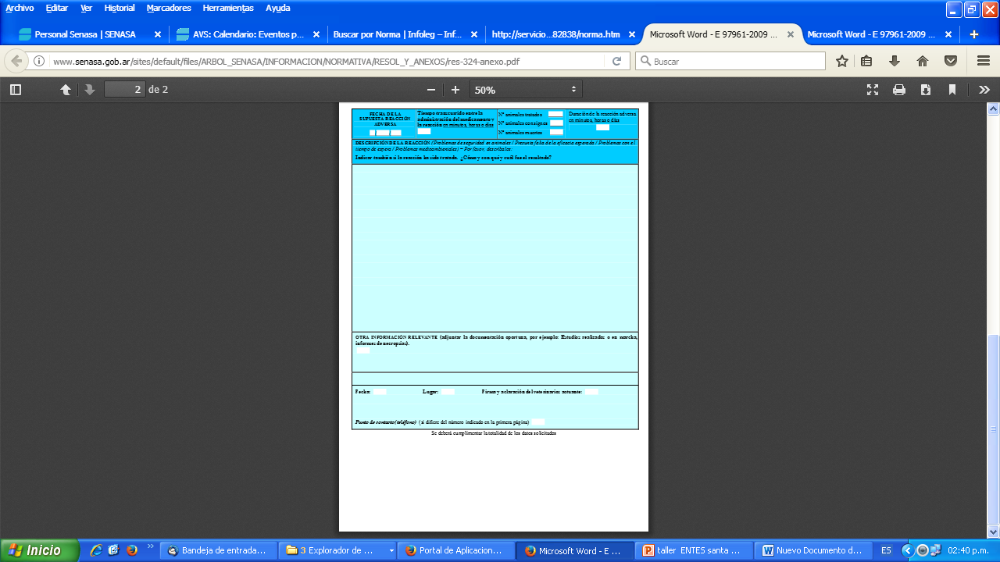 Archivo Editar Ver Historial Marcadores Herramientas Ayuda
Personal Senasa | SENASA
AVS: Calendario: Eventos p...
Buscar por Norma | Infoleg – Inf...
http://servicio...82838/norma.htm
Microsoft Word - E 97961-2009 ...
Microsoft Word - E 97961-2009 ...
www.senasa.gob.ar/sites/default/files/ARBOL_SENASA/INFORMACION/NORMATIVA/RESOL_Y_ANEXOS/res-324-anexo.pdf
Buscar
2 de 2
50%
FECHA DE LA
SUPUESTA REACCIÓN
ADVERSA
Tiempo transcurrido entre la
administración del medicamento y
la reacción en minutos, horas o días
Nº animales tratados
Nº animales con signos
Nº animales muertos
Duración de la reacción adversa
en minutos, horas o días
DESCRIPCIÓN DE LA REACCIÓN (Problemas de seguridad en animales / Presunta falta de la eficacia esperada / Problemas con el
tiempo de espera / Problemas medioambientales) – Por favor, descríbalos:
Indicar también si la reacción ha sido tratada. ¿Cómo y con qué y cuál fue el resultado?
OTRA INFORMACIÓN RELEVANTE (adjuntar la documentación oportuna, por ejemplo: Estudios realizados o en marcha,
informes de necropsias).
Fecha: Lugar: Firma y aclaración del veterinario actuante:
Punto de contacto (teléfono) (si difiere del número indicado en la primera página)
Se deberá cumplimentar la totalidad de los datos solicitados
Inicio
Bandeja de entrada...
3 Explorador de ...
Portal de Aplicacion...
Microsoft Word - E ...
taller ENTES santa ...
Nuevo Documento d...
ES
02:40 p.m.